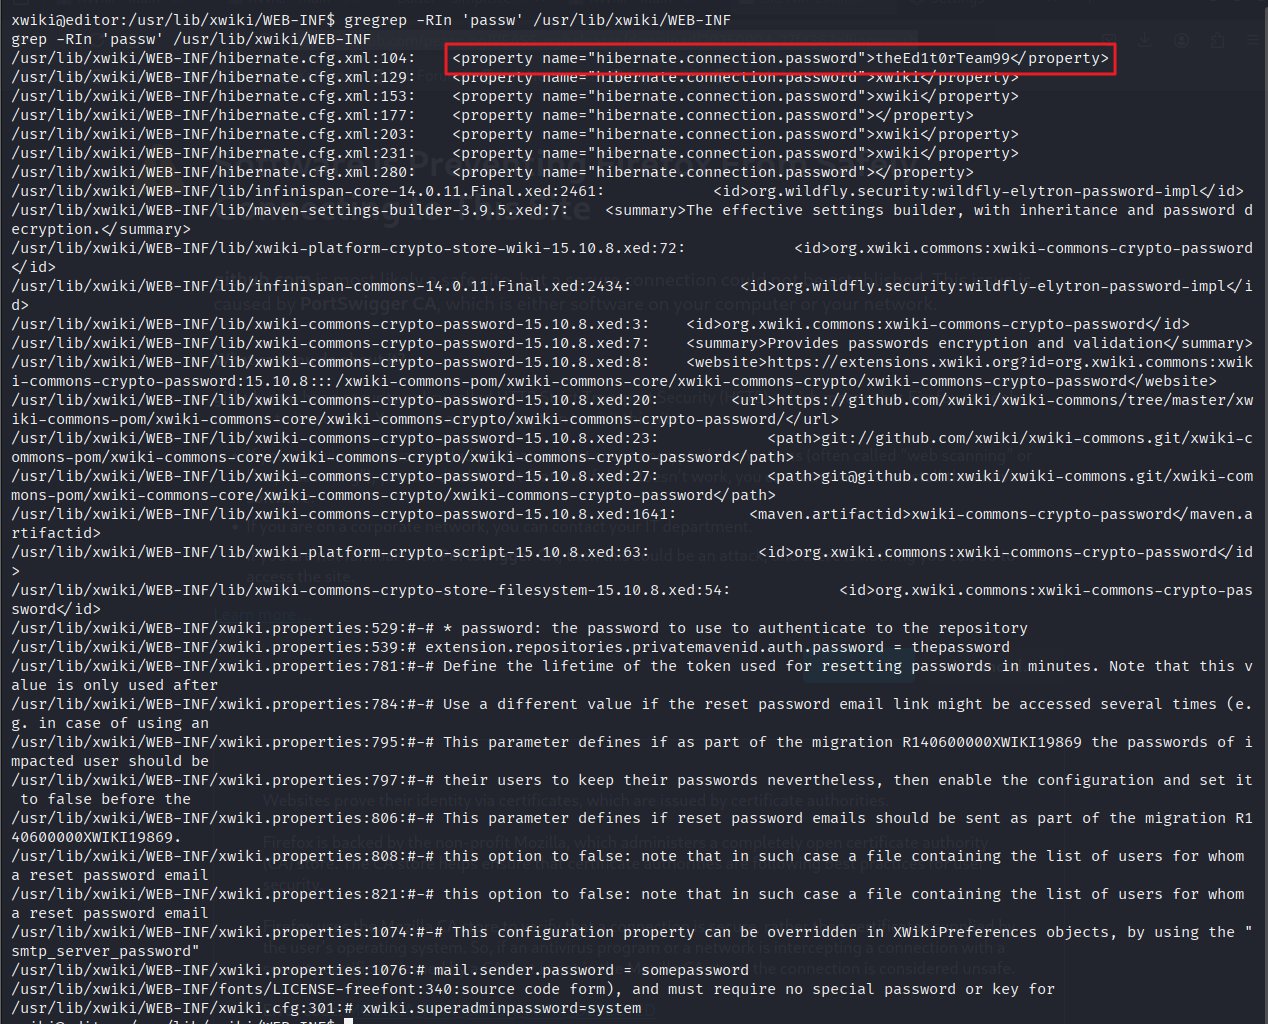 xwiki@editor:/usr/lib/xwiki/WEB-INF$ gregrep -RIn 'passw' /usr/lib/xwiki/WEB-INF
grep -RIn 'passw' /usr/lib/xwiki/WEB-INF
/usr/lib/xwiki/WEB-INF/hibernate.cfg.xml:104:    <property name="hibernate.connection.password">theEd1t0rTeam99</property>
/usr/lib/xwiki/WEB-INF/hibernate.cfg.xml:129:    <property name="hibernate.connection.password">xwiki</property>
/usr/lib/xwiki/WEB-INF/hibernate.cfg.xml:153:    <property name="hibernate.connection.password">xwiki</property>
/usr/lib/xwiki/WEB-INF/hibernate.cfg.xml:177:    <property name="hibernate.connection.password"></property>
/usr/lib/xwiki/WEB-INF/hibernate.cfg.xml:203:    <property name="hibernate.connection.password">xwiki</property>
/usr/lib/xwiki/WEB-INF/hibernate.cfg.xml:231:    <property name="hibernate.connection.password">xwiki</property>
/usr/lib/xwiki/WEB-INF/hibernate.cfg.xml:280:    <property name="hibernate.connection.password"></property>
/usr/lib/xwiki/WEB-INF/lib/infinispan-core-14.0.11.Final.xed:2461:            <id>org.wildfly.security:wildfly-elytron-password-impl</id>
/usr/lib/xwiki/WEB-INF/lib/maven-settings-builder-3.9.5.xed:7:    <summary>The effective settings builder, with inheritance and password d
ecryption.</summary>
/usr/lib/xwiki/WEB-INF/lib/xwiki-platform-crypto-store-wiki-15.10.8.xed:72:            <id>org.xwiki.commons:xwiki-commons-crypto-password
</id>
/usr/lib/xwiki/WEB-INF/lib/infinispan-commons-14.0.11.Final.xed:2434:            <id>org.wildfly.security:wildfly-elytron-password-impl</i
d>
/usr/lib/xwiki/WEB-INF/lib/xwiki-commons-crypto-password-15.10.8.xed:3:    <id>org.xwiki.commons:xwiki-commons-crypto-password</id>
/usr/lib/xwiki/WEB-INF/lib/xwiki-commons-crypto-password-15.10.8.xed:7:    <summary>Provides passwords encryption and validation</summary>
/usr/lib/xwiki/WEB-INF/lib/xwiki-commons-crypto-password-15.10.8.xed:8:    <website>https://extensions.xwiki.org?id=org.xwiki.commons:xwik
i-commons-crypto-password:15.10.8:::/xwiki-commons-pom/xwiki-commons-core/xwiki-commons-crypto/xwiki-commons-crypto-password</website>
/usr/lib/xwiki/WEB-INF/lib/xwiki-commons-crypto-password-15.10.8.xed:20:        <url>https://github.com/xwiki/xwiki-commons/tree/master/xw
iki-commons-pom/xwiki-commons-core/xwiki-commons-crypto/xwiki-commons-crypto-password/</url>
/usr/lib/xwiki/WEB-INF/lib/xwiki-commons-crypto-password-15.10.8.xed:23:            <path>git://github.com/xwiki/xwiki-commons.git/xwiki-c
ommons-pom/xwiki-commons-core/xwiki-commons-crypto/xwiki-commons-crypto-password</path>
/usr/lib/xwiki/WEB-INF/lib/xwiki-commons-crypto-password-15.10.8.xed:27:            <path>git@github.com:xwiki/xwiki-commons.git/xwiki-com
mons-pom/xwiki-commons-core/xwiki-commons-crypto/xwiki-commons-crypto-password</path>
/usr/lib/xwiki/WEB-INF/lib/xwiki-commons-crypto-password-15.10.8.xed:1641:        <maven.artifactid>xwiki-commons-crypto-password</maven.a
rtifactid>
/usr/lib/xwiki/WEB-INF/lib/xwiki-platform-crypto-script-15.10.8.xed:63:            <id>org.xwiki.commons:xwiki-commons-crypto-password</id
>
/usr/lib/xwiki/WEB-INF/lib/xwiki-commons-crypto-store-filesystem-15.10.8.xed:54:            <id>org.xwiki.commons:xwiki-commons-crypto-pas
sword</id>
/usr/lib/xwiki/WEB-INF/xwiki.properties:529:#-# * password: the password to use to authenticate to the repository
/usr/lib/xwiki/WEB-INF/xwiki.properties:539:# extension.repositories.privatemavenid.auth.password = thepassword
/usr/lib/xwiki/WEB-INF/xwiki.properties:781:#-# Define the lifetime of the token used for resetting passwords in minutes. Note that this v
alue is only used after
/usr/lib/xwiki/WEB-INF/xwiki.properties:784:#-# Use a different value if the reset password email link might be accessed several times (e.
g. in case of using an
/usr/lib/xwiki/WEB-INF/xwiki.properties:795:#-# This parameter defines if as part of the migration R140600000XWIKI19869 the passwords of i
mpacted user should be
/usr/lib/xwiki/WEB-INF/xwiki.properties:797:#-# their users to keep their passwords nevertheless, then enable the configuration and set it
 to false before the
/usr/lib/xwiki/WEB-INF/xwiki.properties:806:#-# This parameter defines if reset password emails should be sent as part of the migration R1
40600000XWIKI19869.
/usr/lib/xwiki/WEB-INF/xwiki.properties:808:#-# this option to false: note that in such case a file containing the list of users for whom
a reset password email
/usr/lib/xwiki/WEB-INF/xwiki.properties:821:#-# this option to false: note that in such case a file containing the list of users for whom
a reset password email
/usr/lib/xwiki/WEB-INF/xwiki.properties:1074:#-# This configuration property can be overridden in XWikiPreferences objects, by using the "
smtp_server_password"
/usr/lib/xwiki/WEB-INF/xwiki.properties:1076:# mail.sender.password = somepassword
/usr/lib/xwiki/WEB-INF/fonts/LICENSE-freefont:340:source code form), and must require no special password or key for
/usr/lib/xwiki/WEB-INF/xwiki.cfg:301:# xwiki.superadminpassword=system